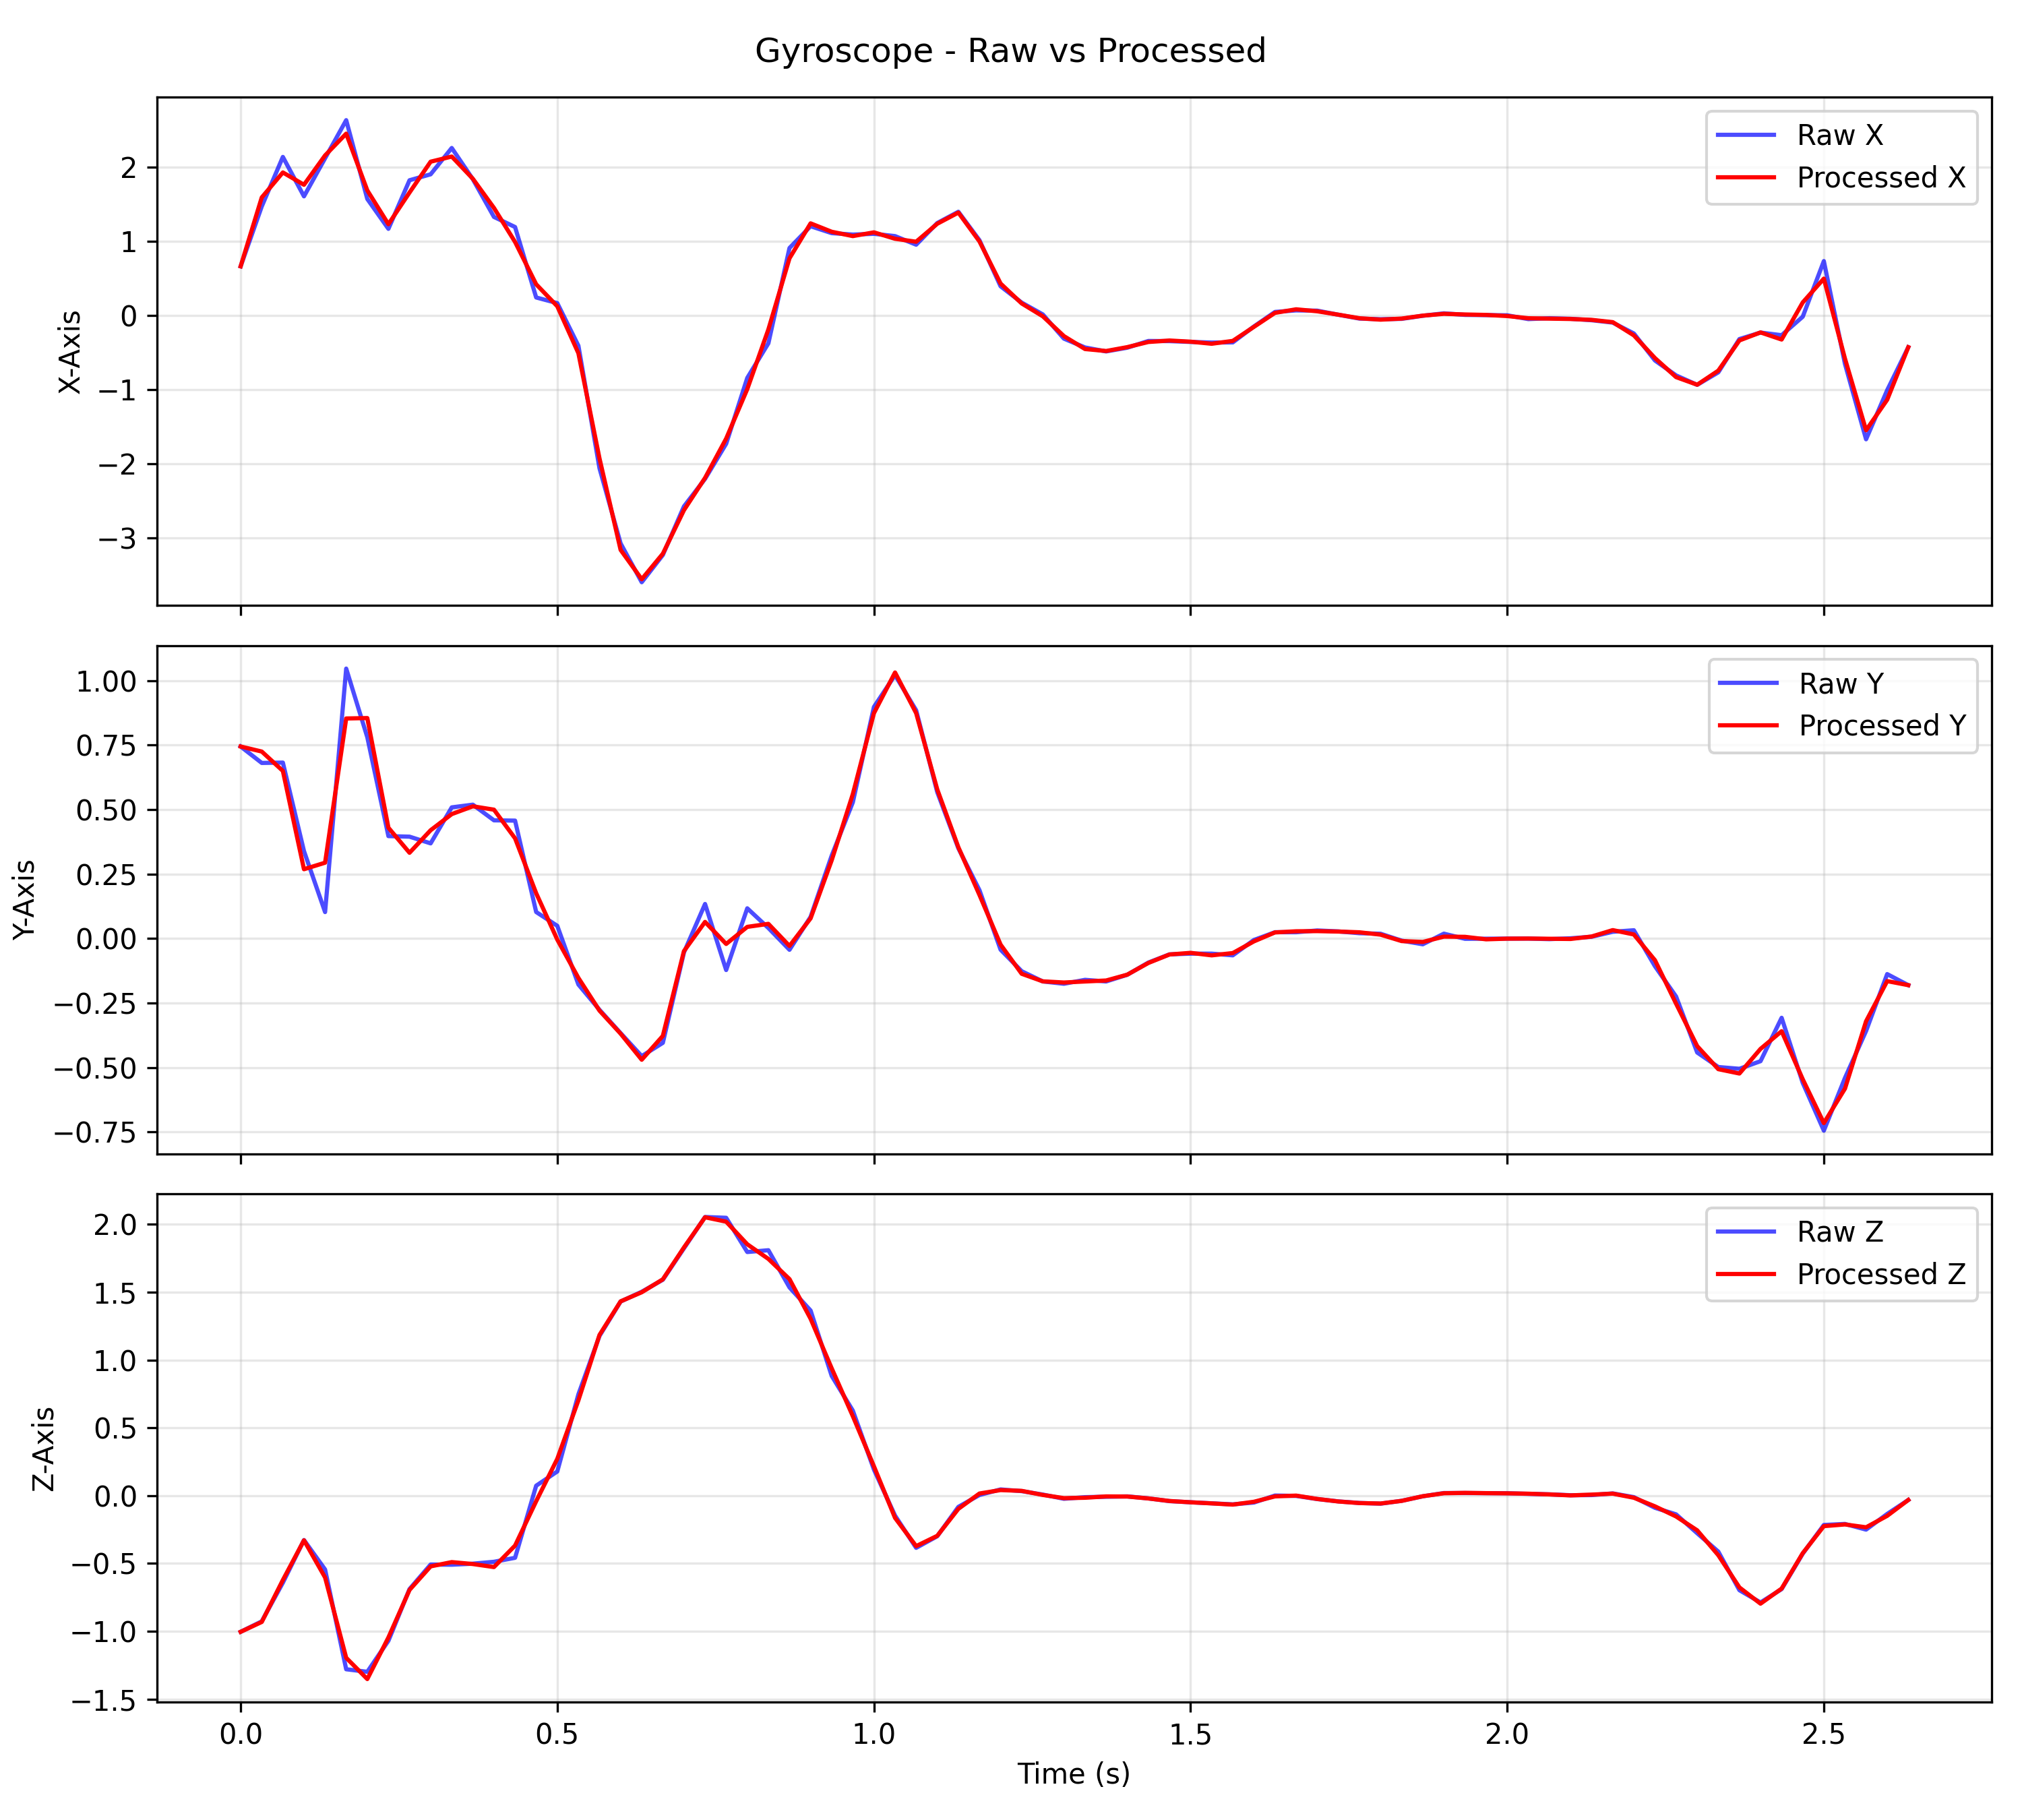 Gyroscope - Raw vs Processed
Raw X
Processed X
2
1
0
−1
−2
−3
X-Axis
Raw Y
Processed Y
1.00
0.75
0.50
0.25
0.00
−0.25
−0.50
−0.75
Y-Axis
Raw Z
Processed Z
2.0
1.5
1.0
0.5
0.0
−0.5
−1.0
−1.5
Z-Axis
0.0 0.5 1.0 1.5 2.0 2.5
Time (s)